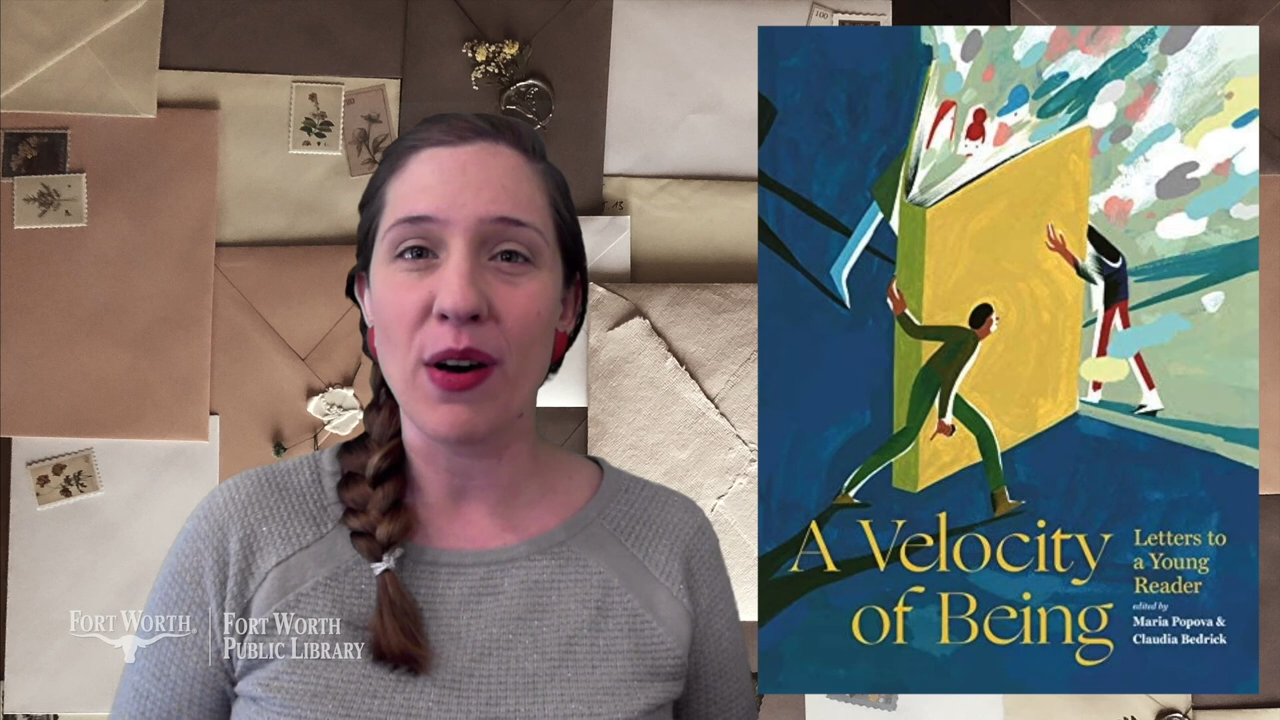 100
FORT WORTH
FORT WORTH
PUBLIC LIBRARY
A Velocity
of Being
Letters to
a Young
Reader
edited by
Maria Popova &
Claudia Bedrick